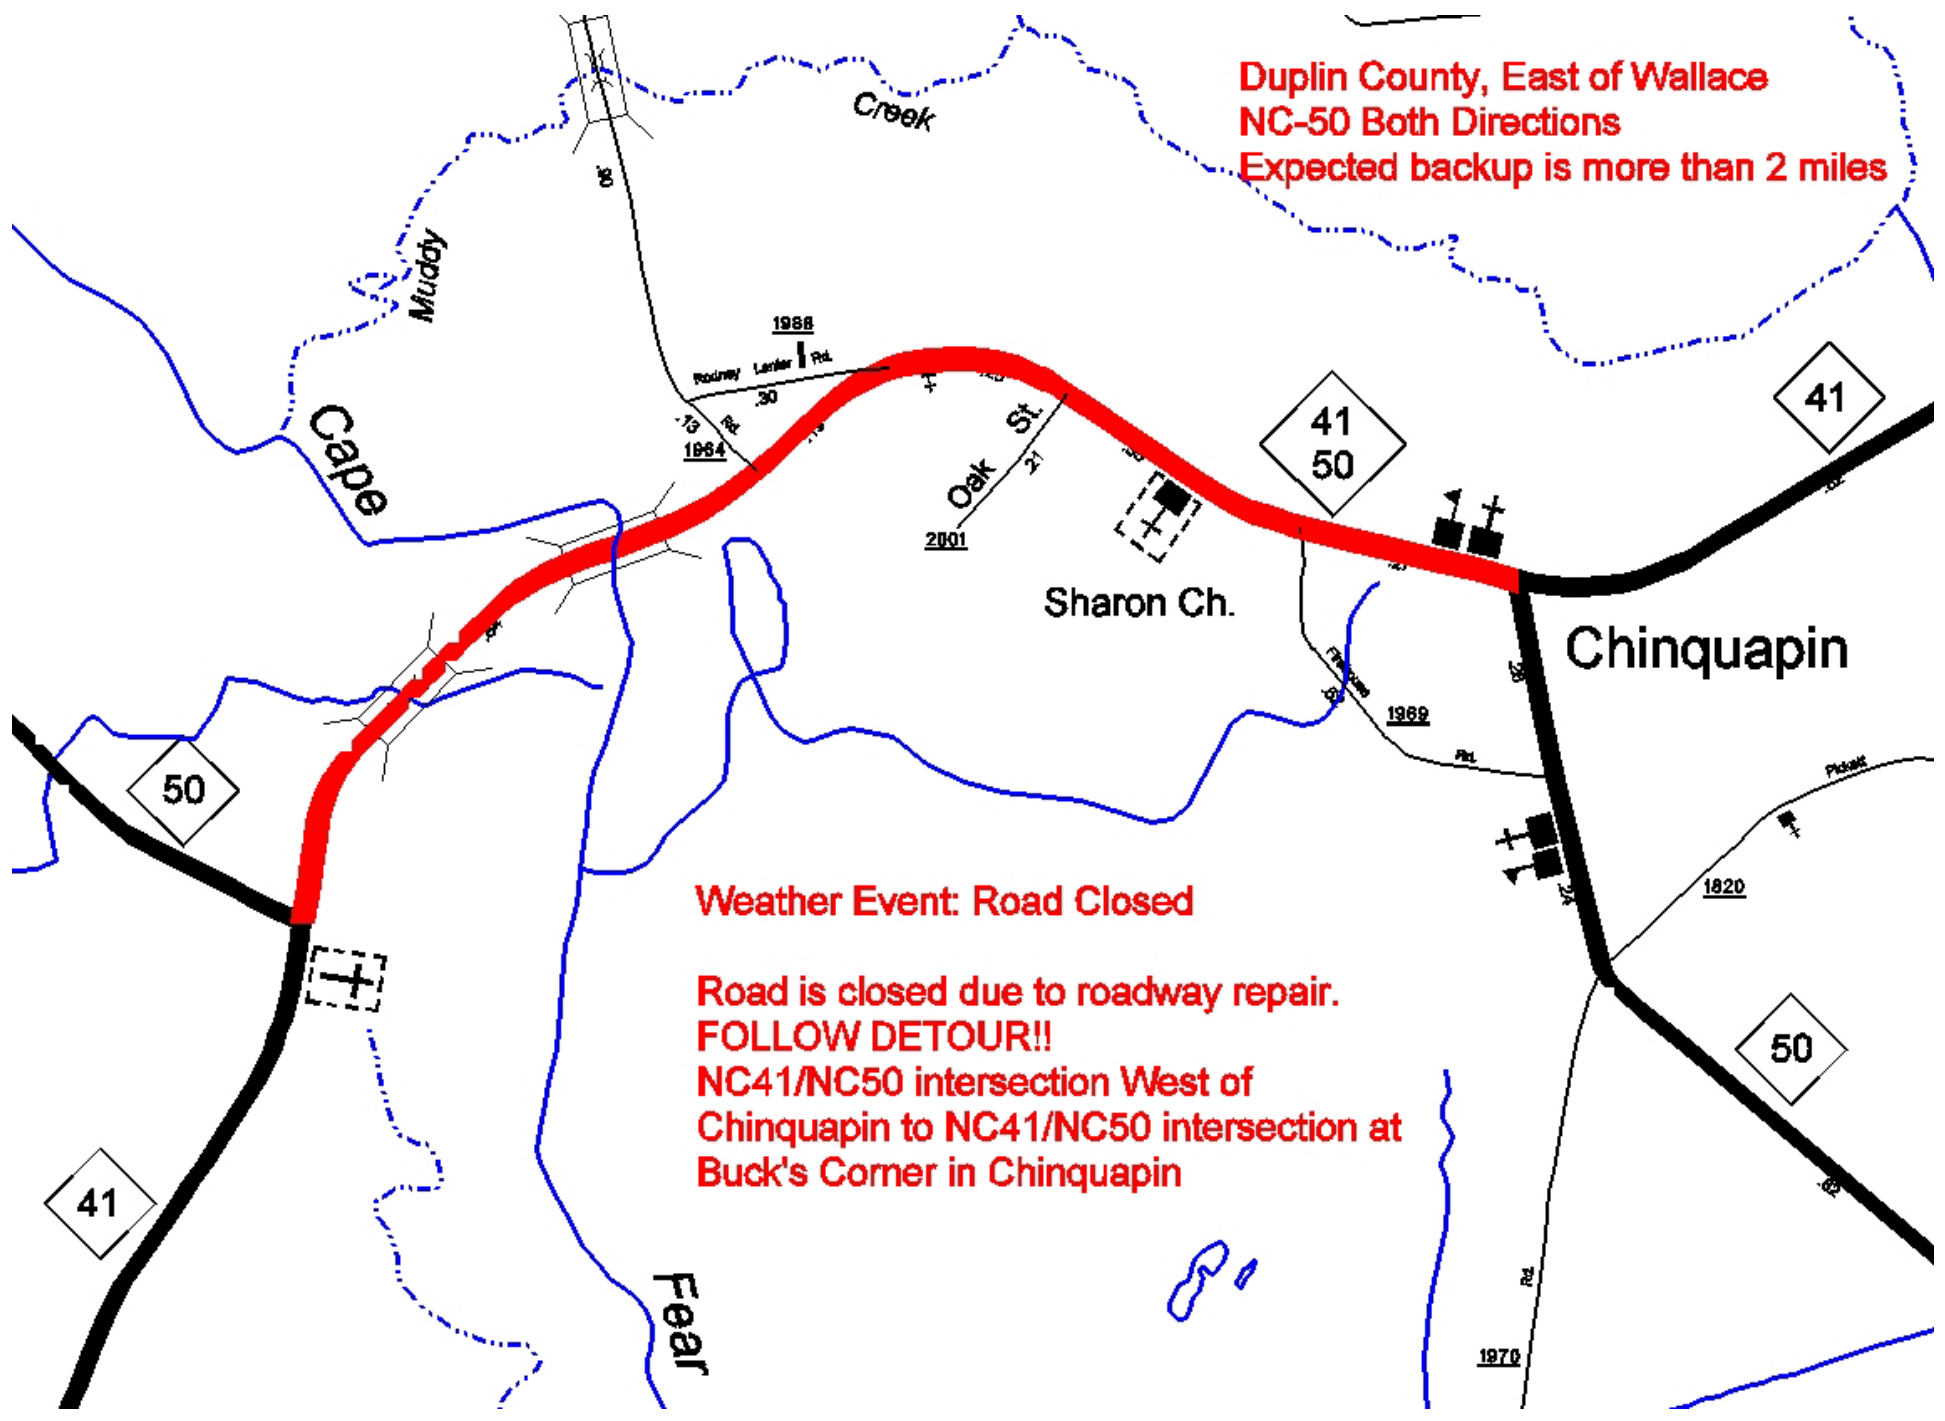 Duplin County, East of Wallace
NC-50 Both Directions
Expected backup is more than 2 miles
Creek
Muddy
1988
Rodney Lanier Rd.
.30
.13
Rd.
1964
Cape
St.
Oak
.21
2001
41
50
41
Sharon Ch.
Chinquapin
1969
Rd.
50
Pickett
1820
.24
Weather Event: Road Closed
Road is closed due to roadway repair.
FOLLOW DETOUR!!
NC41/NC50 intersection West of
Chinquapin to NC41/NC50 intersection at
Buck's Corner in Chinquapin
50
41
Fear
Rd.
1970